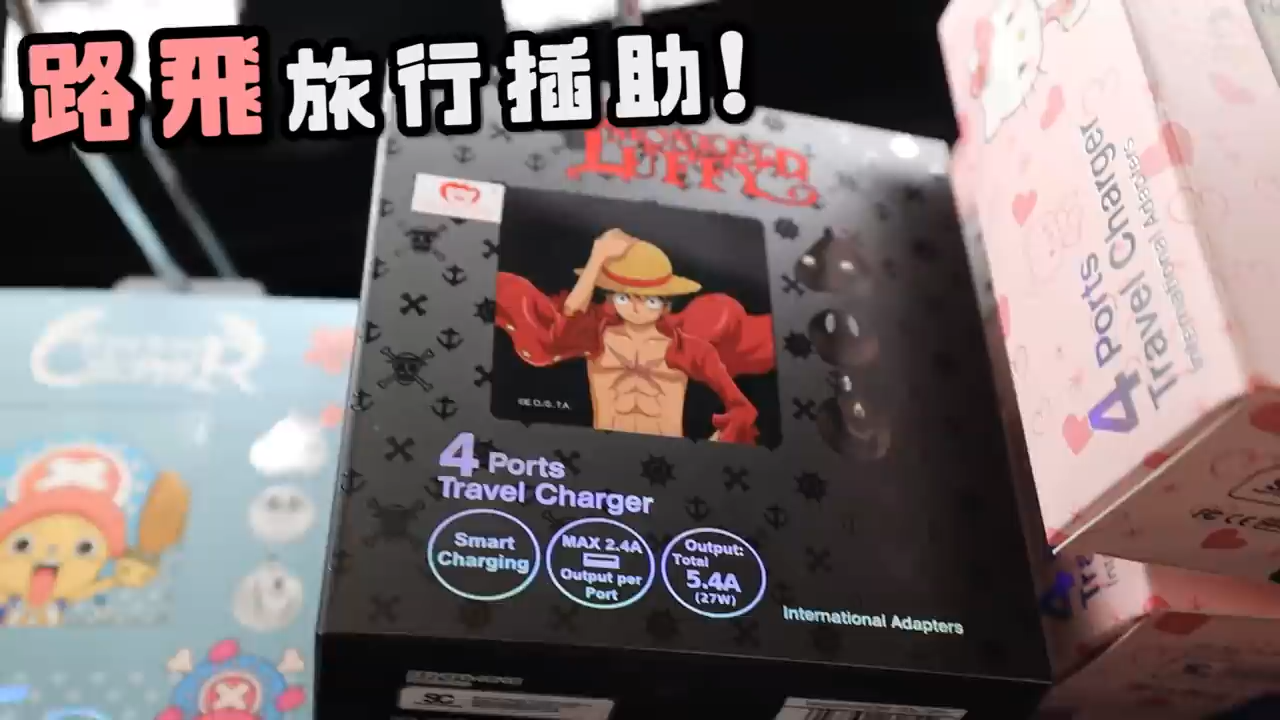 路飛旅行插助!
LUFFY
©E.O./S.,T.A.
4 Ports
Travel Charger
Smart
Charging
MAX 2.4A
Output per
Port
Output:
Total
5.4A
(27W)
International Adapters
4 Ports
Travel Charger
International Adapters